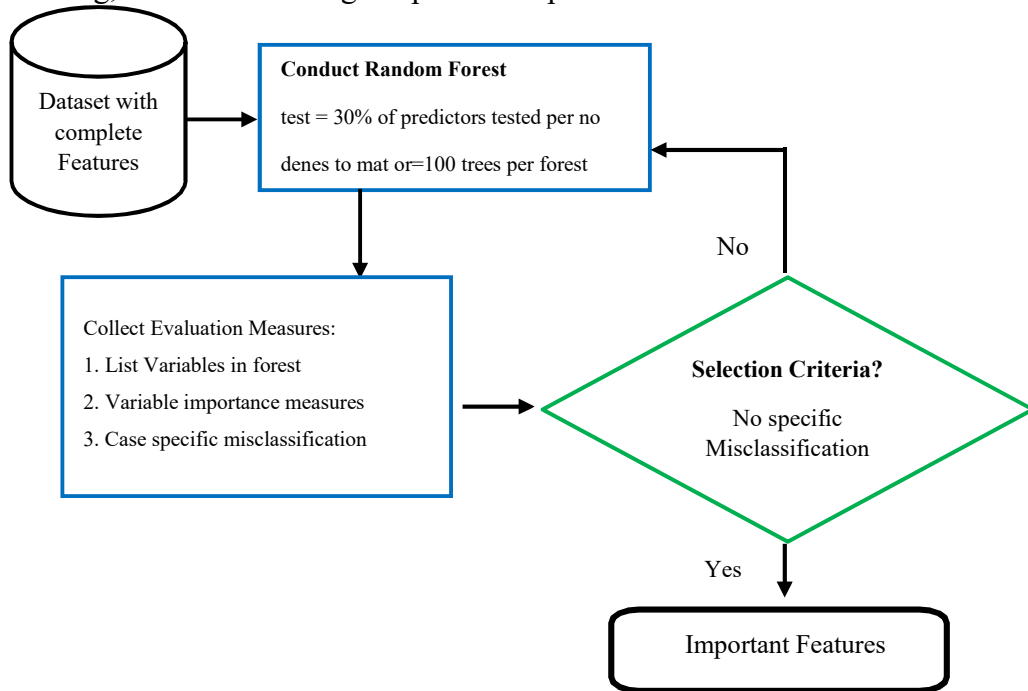 Dataset with
complete
Features
Conduct Random Forest
test = 30% of predictors tested per no
denes to mat or=100 trees per forest
No
Collect Evaluation Measures:
1. List Variables in forest
2. Variable importance measures
3. Case specific misclassification
Selection Criteria?
No specific
Misclassification
Yes
Important Features